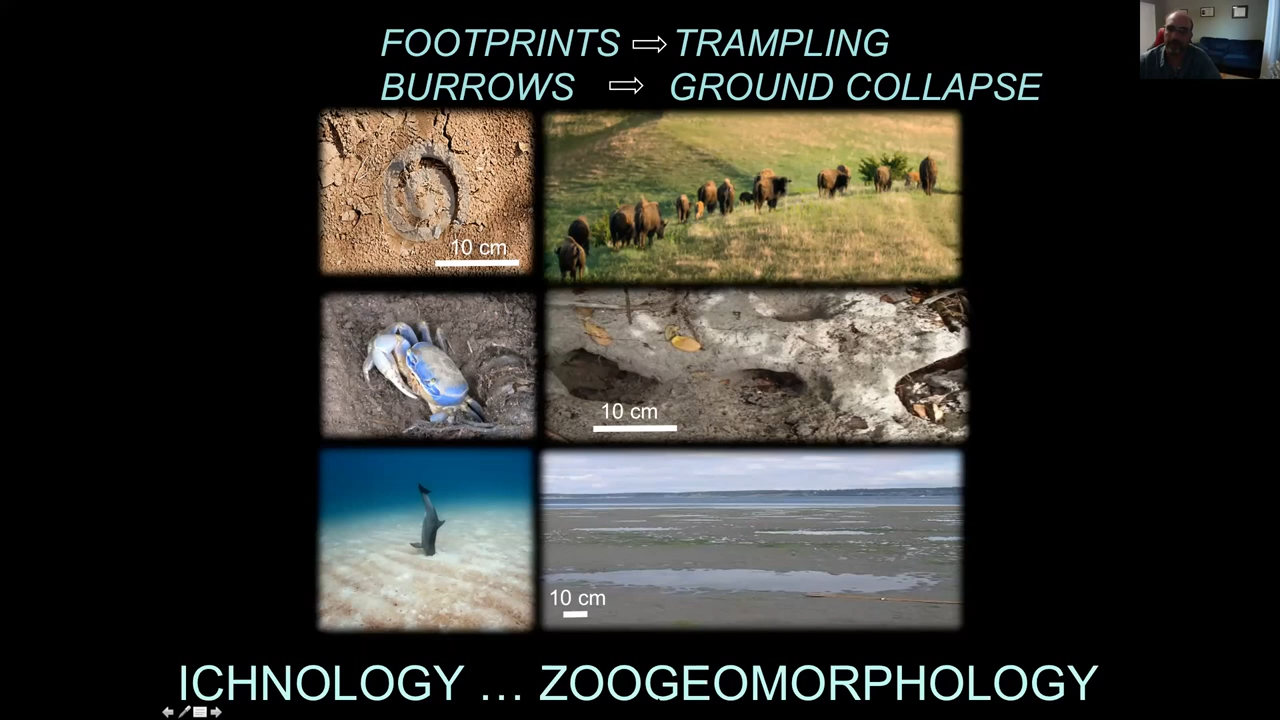 FOOTPRINTS ⇨ TRAMPLING
BURROWS ⇨ GROUND COLLAPSE
10 cm
10 cm
10 cm
ICHNOLOGY … ZOOGEOMORPHOLOGY